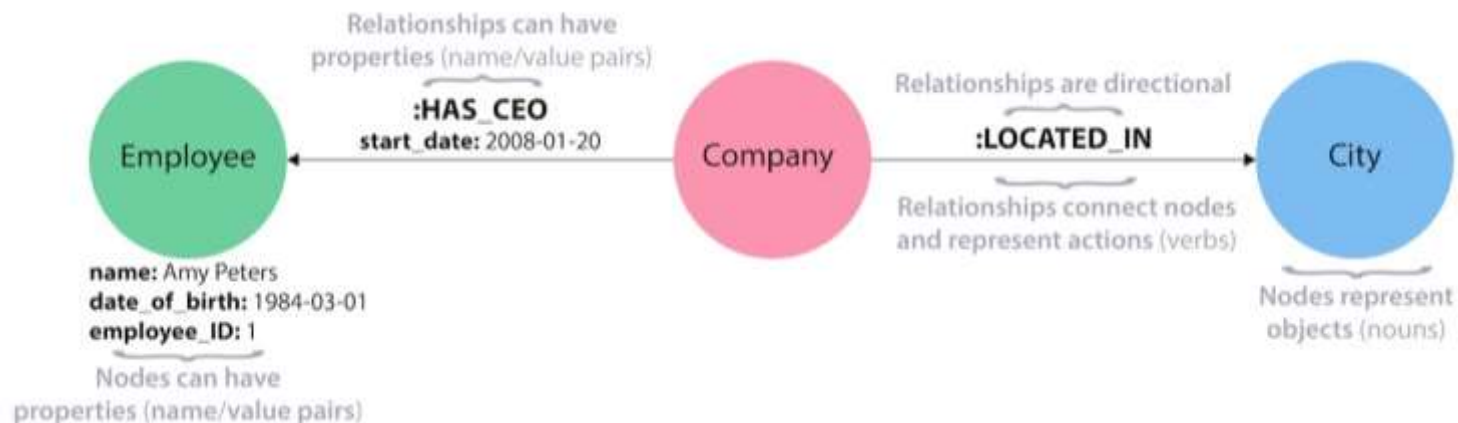 Relationships can have
properties (name/value pairs)
:HAS_CEO
start_date: 2008-01-20
Relationships are directional
:LOCATED_IN
Employee
Company
City
Relationships connect nodes
and represent actions (verbs)
name: Amy Peters
date_of_birth: 1984-03-01
employee_ID: 1
Nodes can have
properties (name/value pairs)
Nodes represent
objects (nouns)